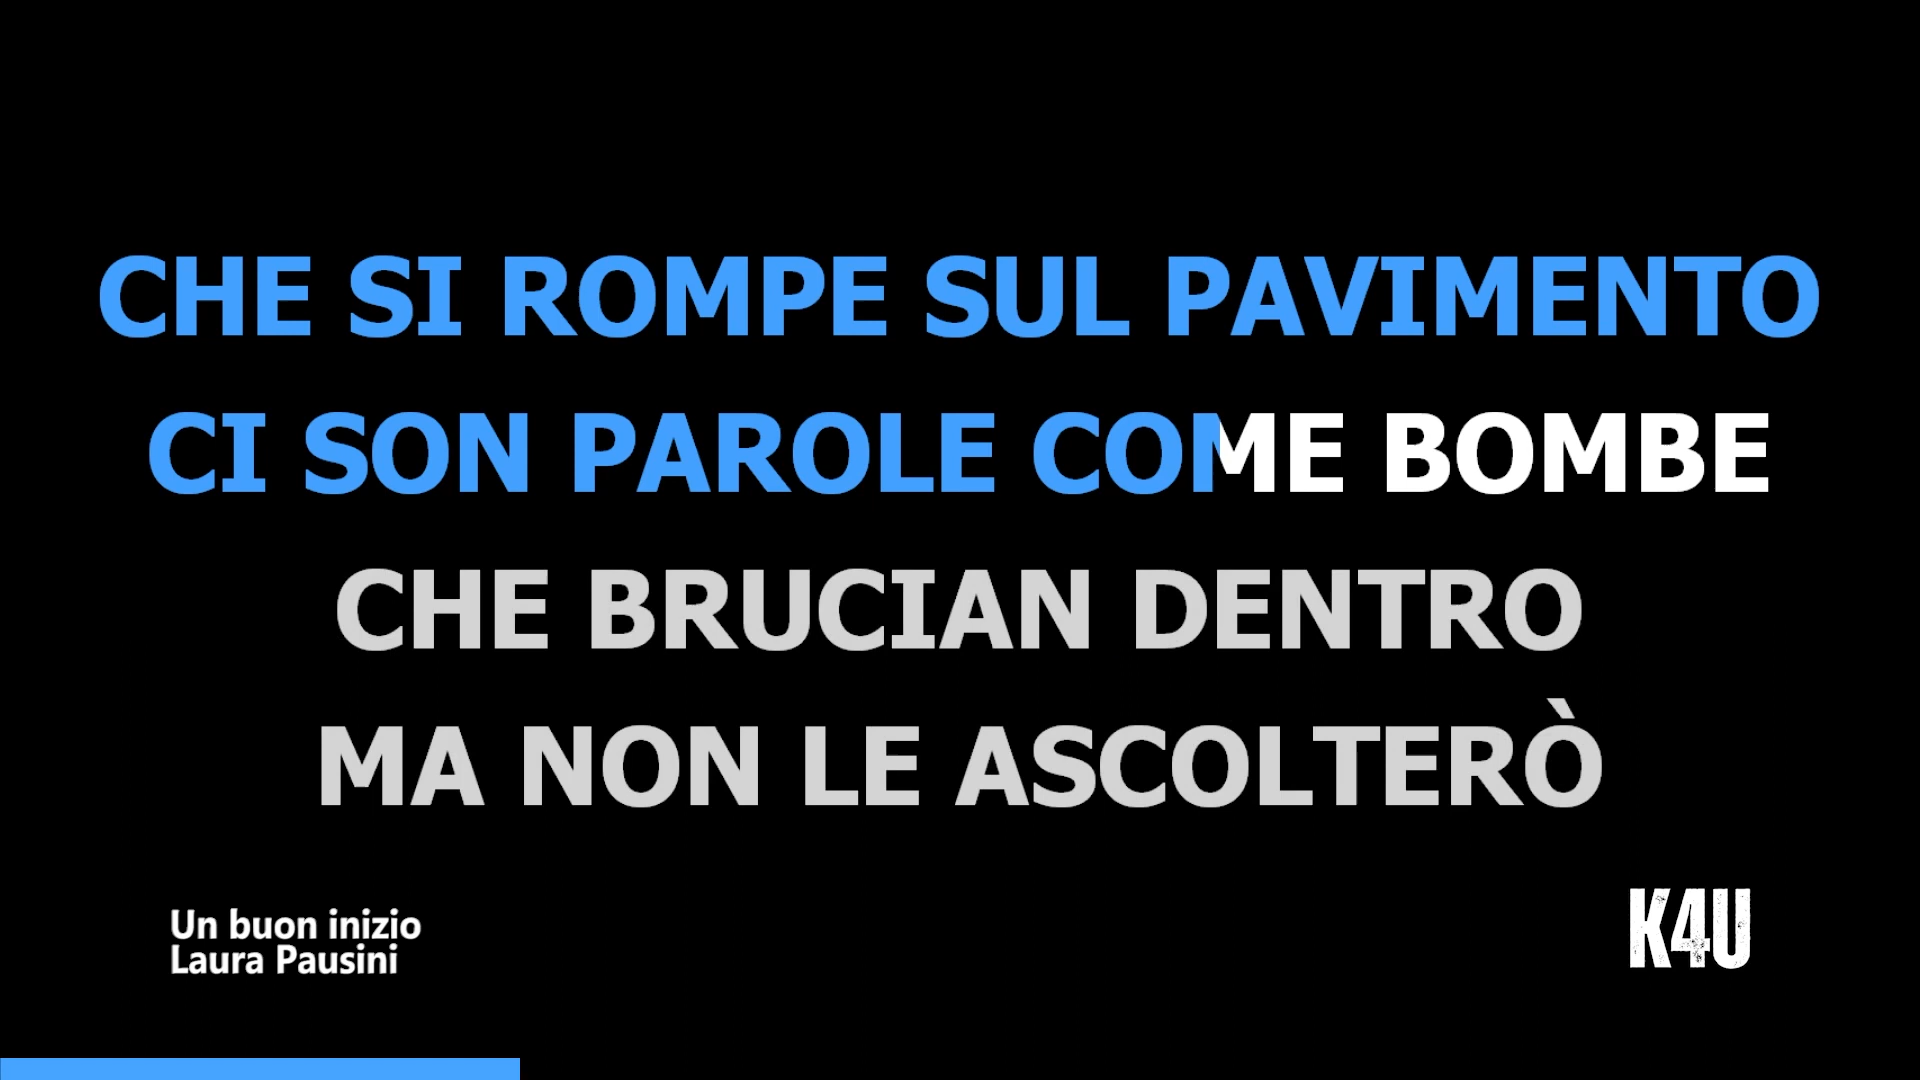 CHE SI ROMPE SUL PAVIMENTO
CI SON PAROLE COME BOMBE
CHE BRUCIAN DENTRO
MA NON LE ASCOLTERÒ
Un buon inizio
Laura Pausini
K4U